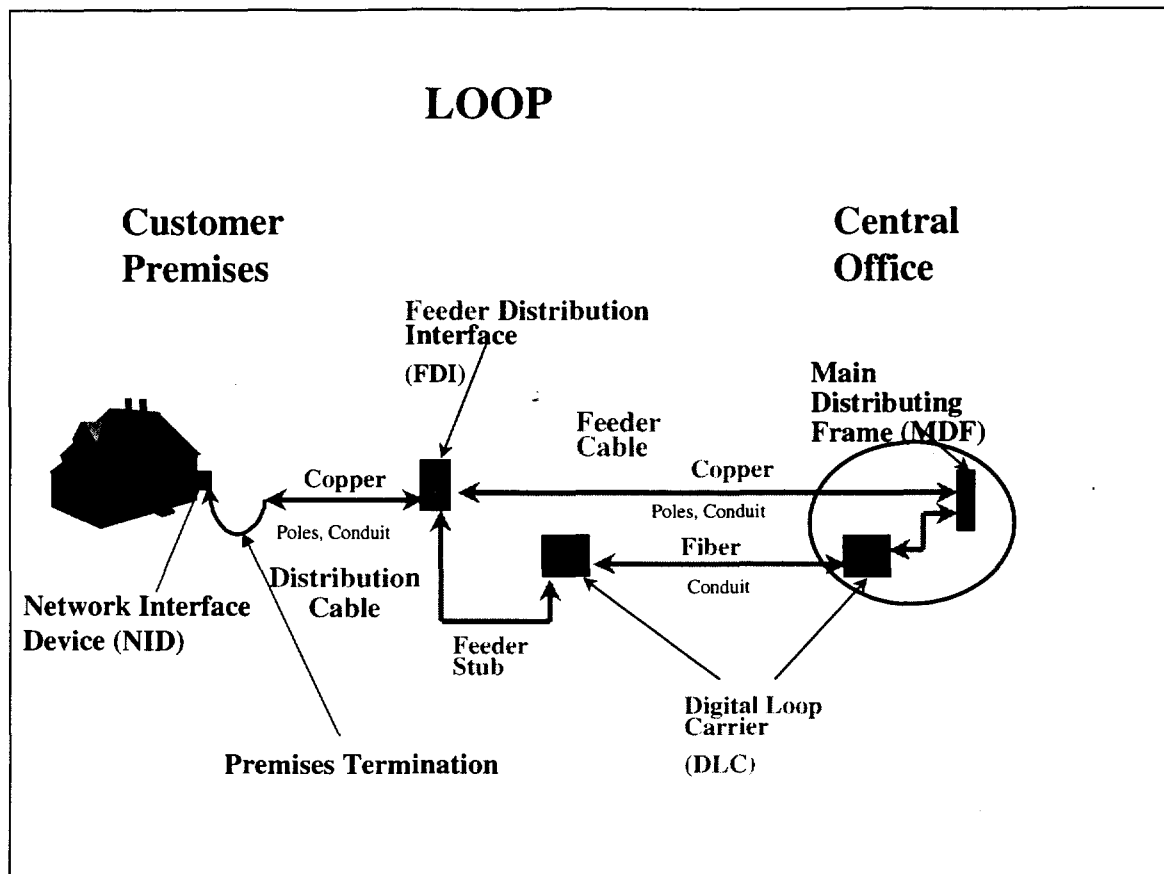 LOOP
Customer
Premises
Central
Office
Feeder Distribution
Interface
(FDI)
Main
Distributing
Frame (MDF)
Feeder
Cable
Copper
Copper
Poles, Conduit
Poles, Conduit
Fiber
Conduit
Distribution
Cable
Network Interface
Device (NID)
Feeder
Stub
Digital Loop
Carrier
(DLC)
Premises Termination